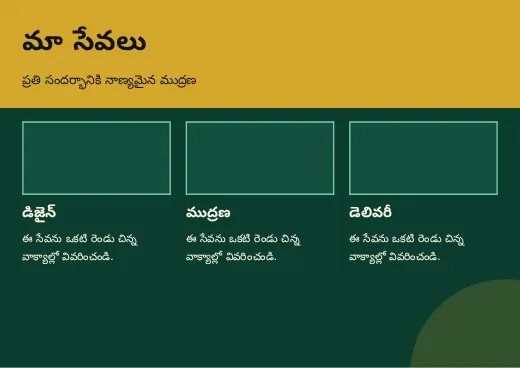 మా సేవలు
ప్రతి సందర్భానికి నాణ్యమైన ముద్రణ
డిజైన్
ఈ సేవను ఒకటి రెండు చిన్న
వాక్యాల్లో వివరించండి.
ముద్రణ
ఈ సేవను ఒకటి రెండు చిన్న
వాక్యాల్లో వివరించండి.
డెలివరీ
ఈ సేవను ఒకటి రెండు చిన్న
వాక్యాల్లో వివరించండి.